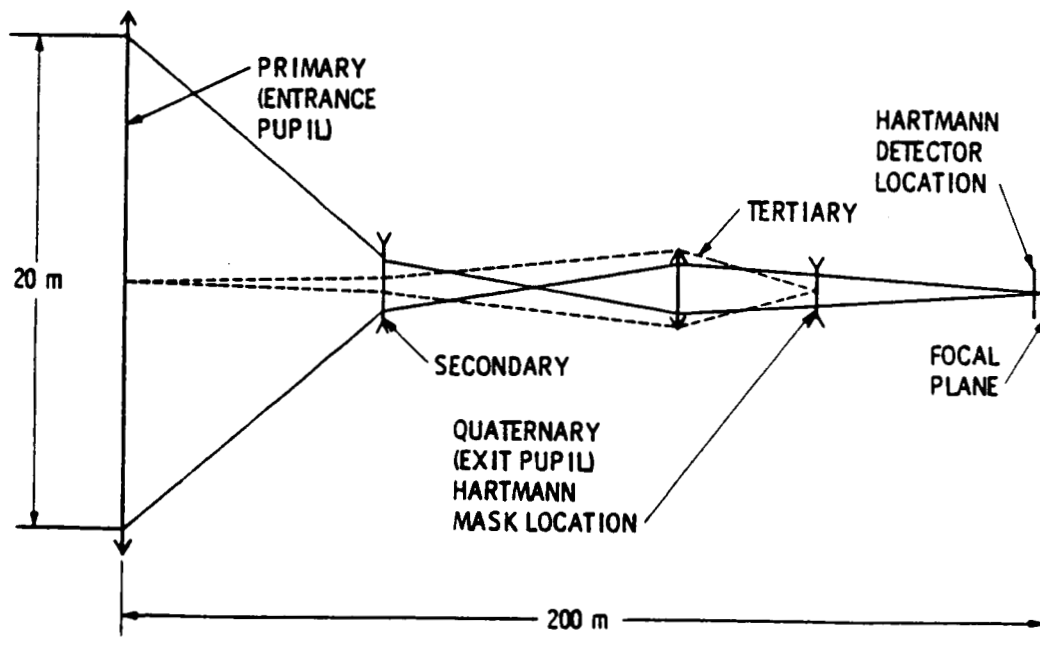 PRIMARY
(ENTRANCE
PUPIL)
HARTMANN
DETECTOR
LOCATION
TERTIARY
20 m
SECONDARY
FOCAL
PLANE
QUATERNARY
(EXIT PUPIL)
HARTMANN
MASK LOCATION
200 m